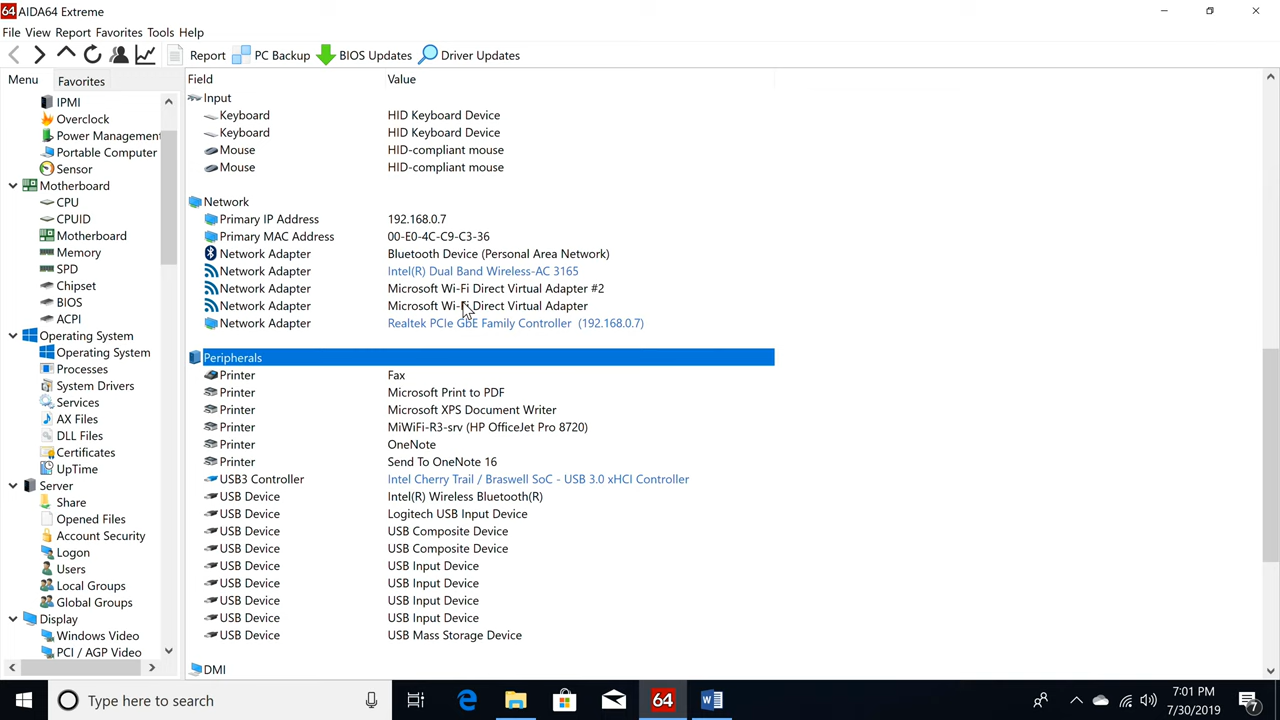 64 AIDA64 Extreme
File View Report Favorites Tools Help
Report PC Backup BIOS Updates Driver Updates
Menu Favorites
IPMI
Overclock
Power Management
Portable Computer
Sensor
Motherboard
CPU
CPUID
Motherboard
Memory
SPD
Chipset
BIOS
ACPI
Operating System
Operating System
Processes
System Drivers
Services
AX Files
DLL Files
Certificates
UpTime
Server
Share
Opened Files
Account Security
Logon
Users
Local Groups
Global Groups
Display
Windows Video
PCI / AGP Video
Field Value
Input
Keyboard HID Keyboard Device
Keyboard HID Keyboard Device
Mouse HID-compliant mouse
Mouse HID-compliant mouse
Network
Primary IP Address 192.168.0.7
Primary MAC Address 00-E0-4C-C9-C3-36
Network Adapter Bluetooth Device (Personal Area Network)
Network Adapter Intel(R) Dual Band Wireless-AC 3165
Network Adapter Microsoft Wi-Fi Direct Virtual Adapter #2
Network Adapter Microsoft Wi-Fi Direct Virtual Adapter
Network Adapter Realtek PCIe GbE Family Controller (192.168.0.7)
Peripherals
Printer Fax
Printer Microsoft Print to PDF
Printer Microsoft XPS Document Writer
Printer MiWiFi-R3-srv (HP OfficeJet Pro 8720)
Printer OneNote
Printer Send To OneNote 16
USB3 Controller Intel Cherry Trail / Braswell SoC - USB 3.0 xHCI Controller
USB Device Intel(R) Wireless Bluetooth(R)
USB Device Logitech USB Input Device
USB Device USB Composite Device
USB Device USB Composite Device
USB Device USB Input Device
USB Device USB Input Device
USB Device USB Input Device
USB Device USB Input Device
USB Device USB Mass Storage Device
DMI
Type here to search
64
7:01 PM
7/30/2019
7